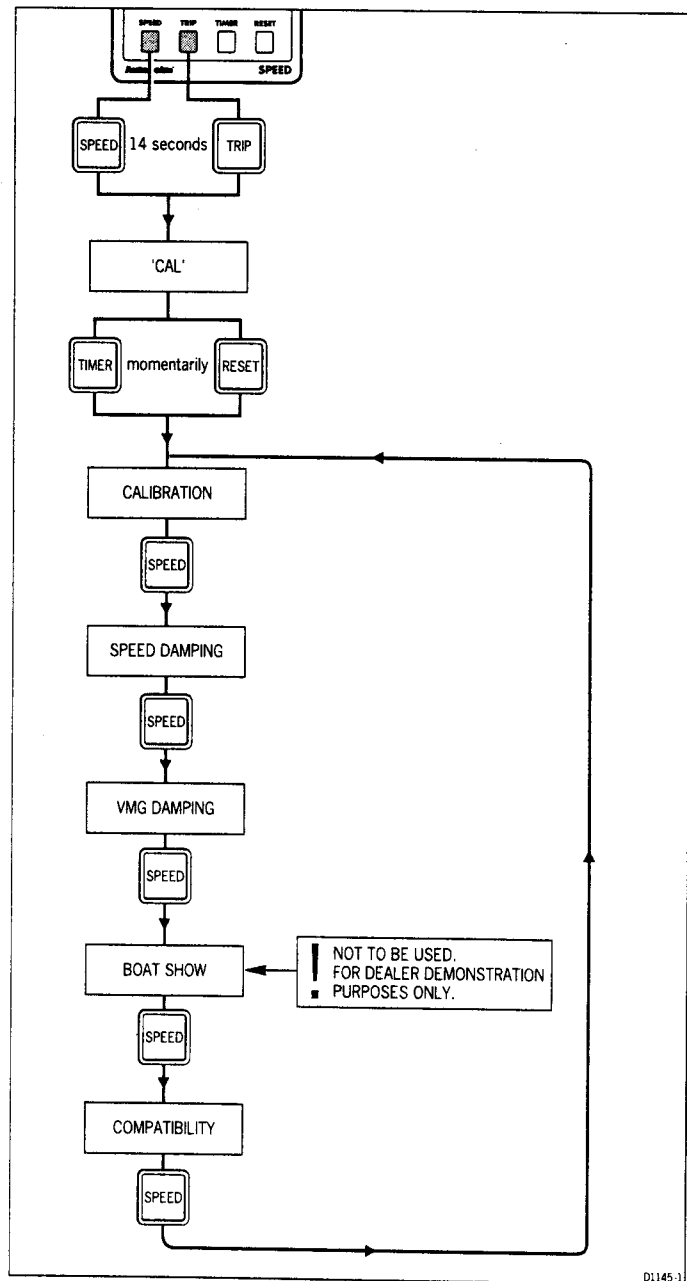 SPEED TRIP TIMER RESET
SPEED
SPEED 14 seconds TRIP
'CAL'
TIMER momentarily RESET
CALIBRATION
SPEED
SPEED DAMPING
SPEED
VMG DAMPING
SPEED
BOAT SHOW
! NOT TO BE USED.
FOR DEALER DEMONSTRATION
PURPOSES ONLY.
SPEED
COMPATIBILITY
SPEED
D1145-1